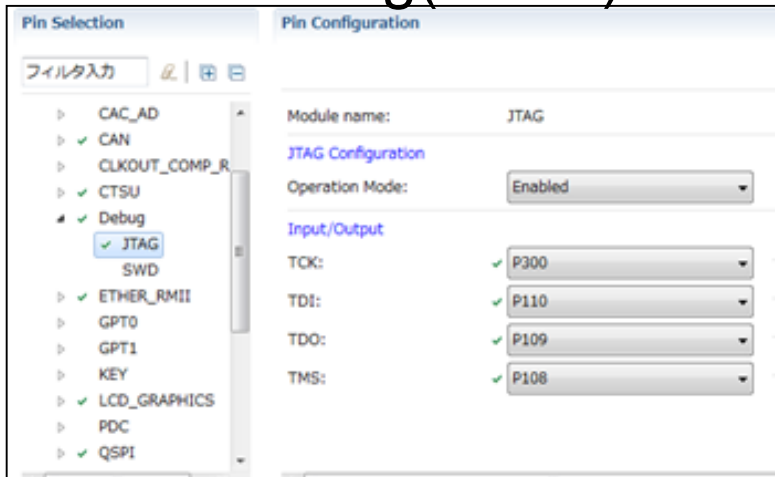 Pin Selection
Pin Configuration
フィルタ入力
CAC_AD
CAN
CLKOUT_COMP_R
CTSU
Debug
JTAG
SWD
ETHER_RMII
GPT0
GPT1
KEY
LCD_GRAPHICS
PDC
QSPI
Module name: JTAG
JTAG Configuration
Operation Mode: Enabled
Input/Output
TCK: P300
TDI: P110
TDO: P109
TMS: P108